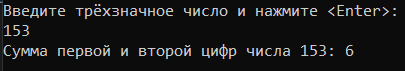 Введите трёхзначное число и нажмите <Enter>:
153
Сумма первой и второй цифр числа 153: 6